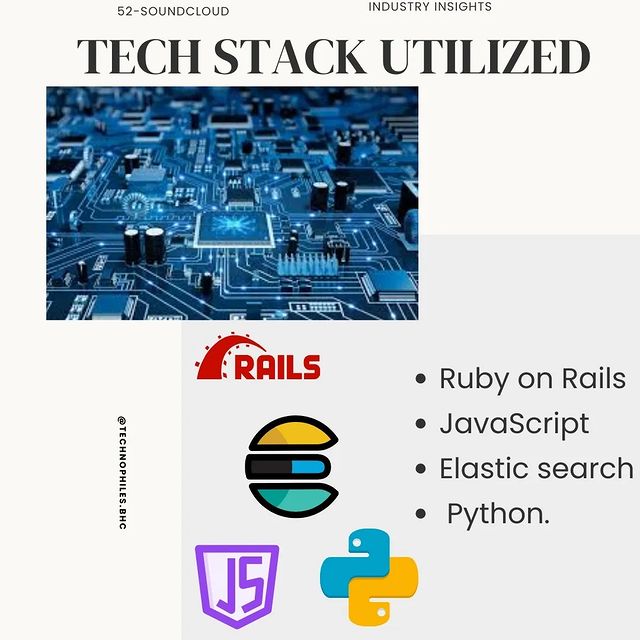 52-SOUNDCLOUD
INDUSTRY INSIGHTS
TECH STACK UTILIZED
RAILS
• Ruby on Rails
• JavaScript
• Elastic search
• Python.
@TECHNOPHILES.BHC
JS